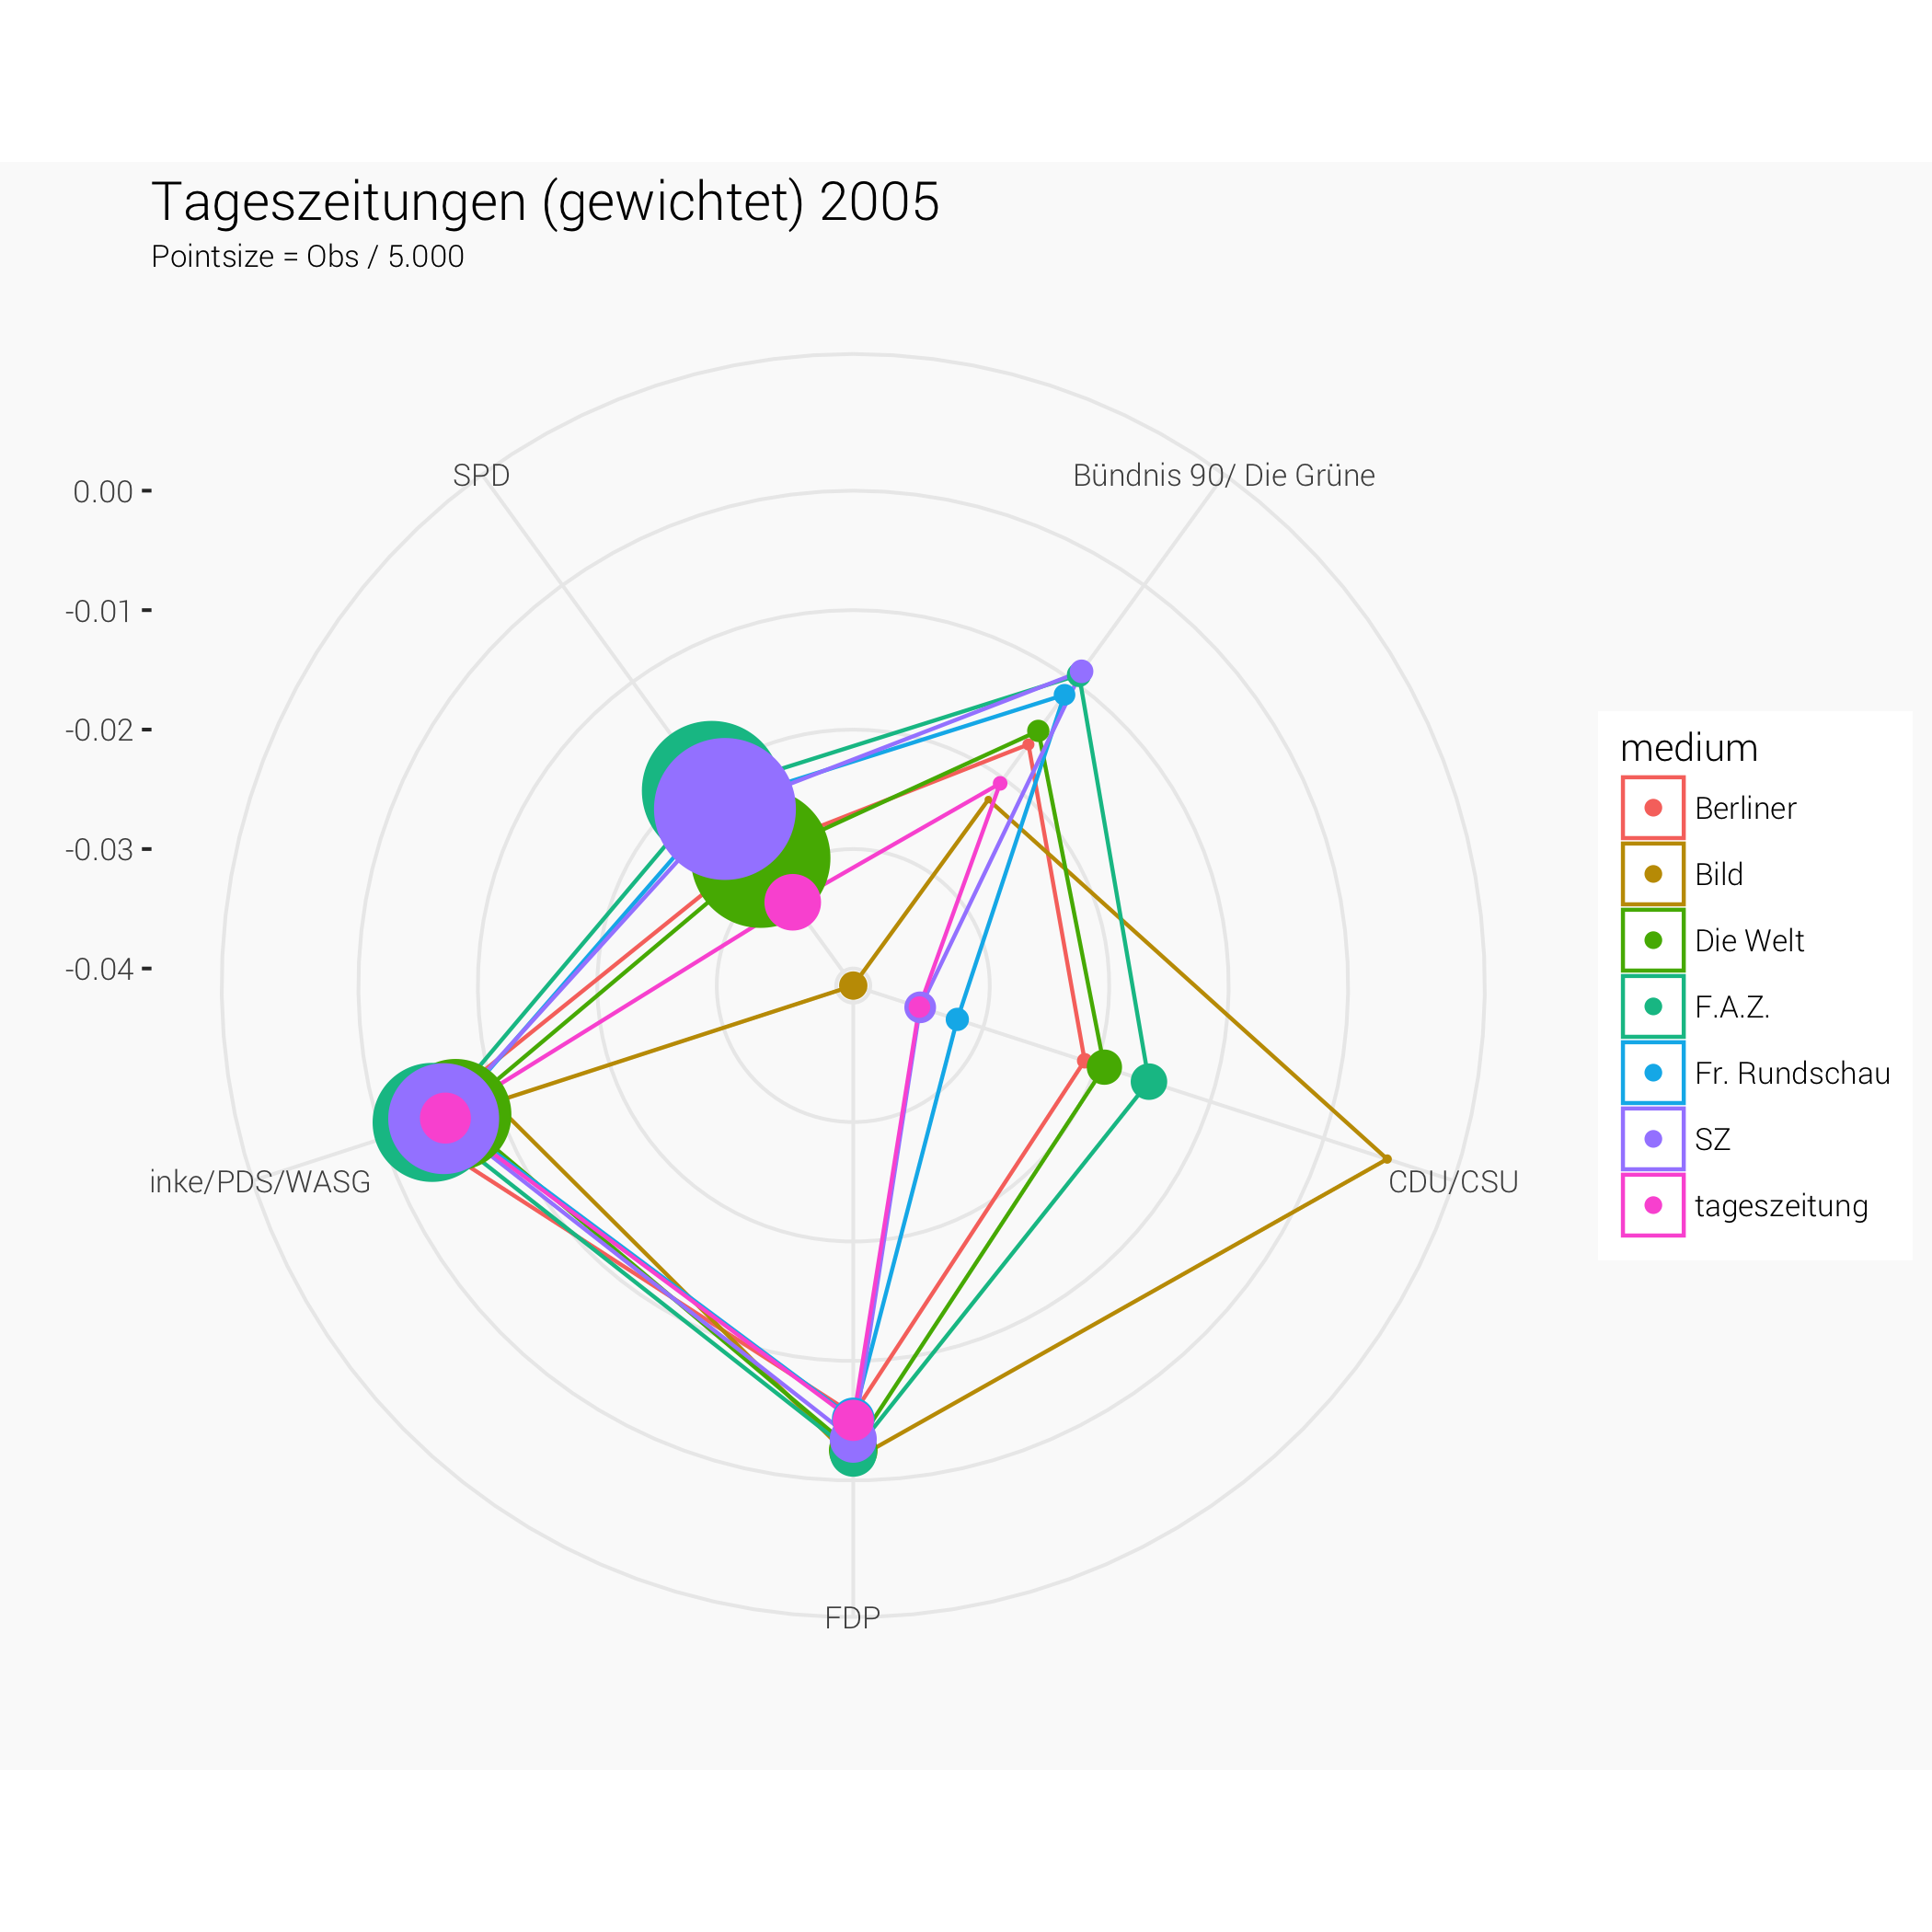 Tageszeitungen (gewichtet) 2005
Pointsize = Obs / 5.000
SPD
Bündnis 90/ Die Grüne
0.00
-0.01
-0.02
-0.03
-0.04
inke/PDS/WASG
CDU/CSU
FDP
medium
Berliner
Bild
Die Welt
F.A.Z.
Fr. Rundschau
SZ
tageszeitung